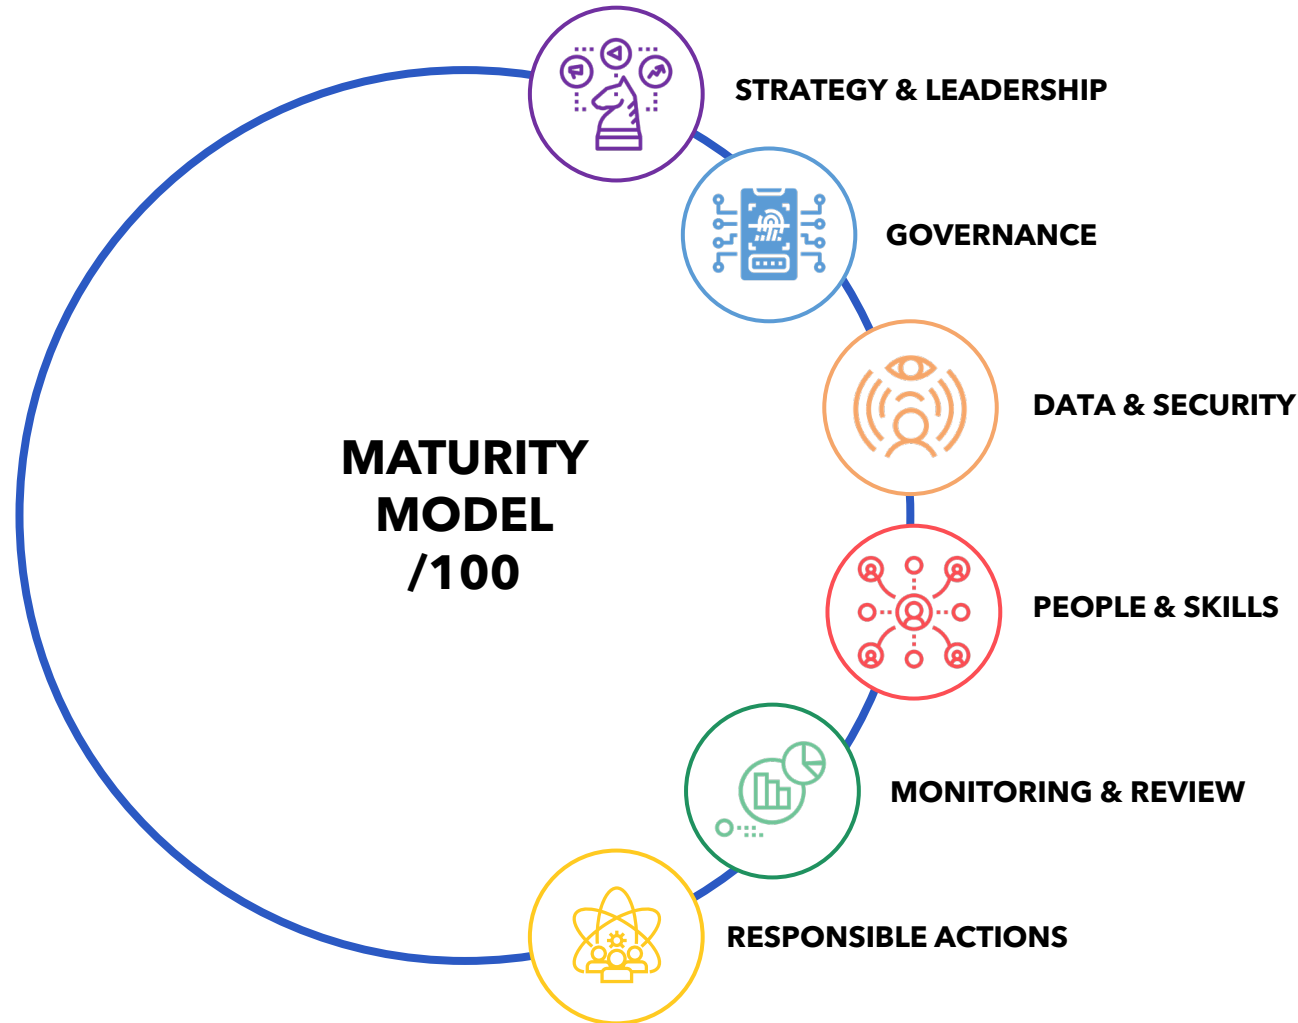 STRATEGY & LEADERSHIP
GOVERNANCE
DATA & SECURITY
MATURITY
MODEL
/100
PEOPLE & SKILLS
MONITORING & REVIEW
RESPONSIBLE ACTIONS